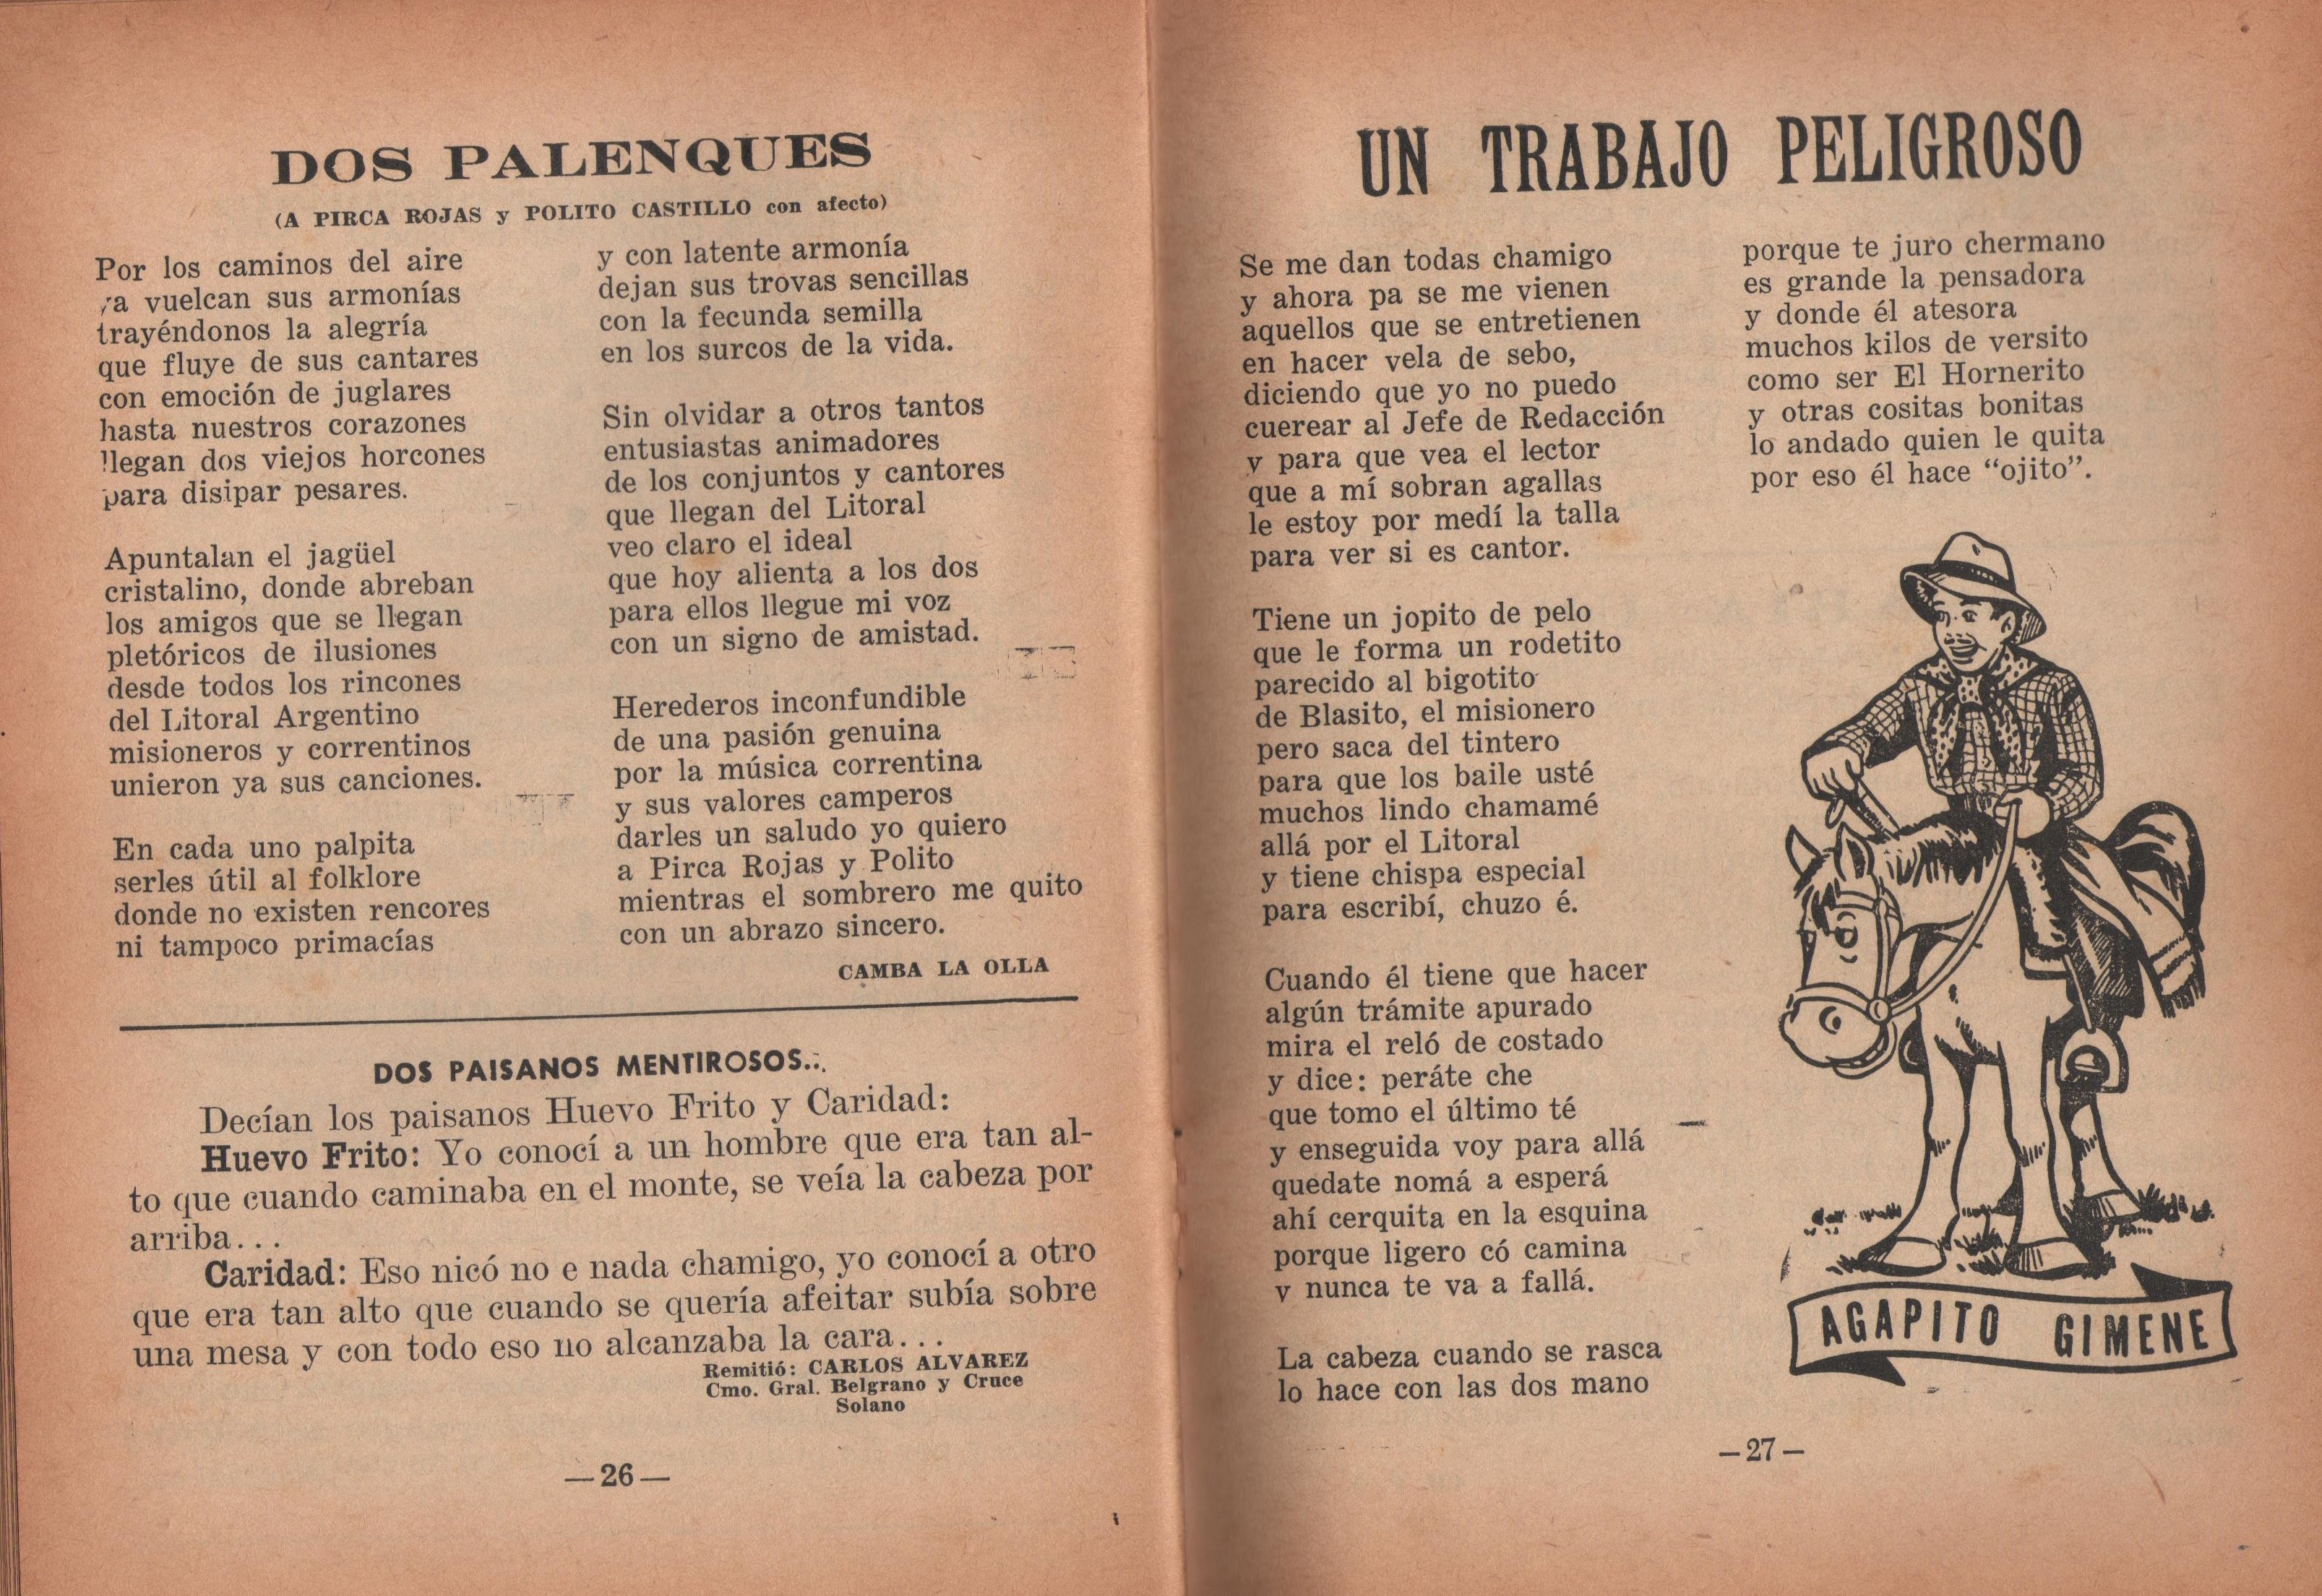 DOS PALENQUES
(A PIRCA ROJAS y POLITO CASTILLO con afecto)
Por los caminos del aire
ya vuelcan sus armonías
trayéndonos la alegría
que fluye de sus cantares
con emoción de juglares
hasta nuestros corazones
llegan dos viejos horcones
para disipar pesares.
Apuntalan el jagüel
cristalino, donde abreban
los amigos que se llegan
pletóricos de ilusiones
desde todos los rincones
del Litoral Argentino
misioneros y correntinos
unieron ya sus canciones.
En cada uno palpita
serles útil al folklore
donde no existen rencores
ni tampoco primacías
y con latente armonía
dejan sus trovas sencillas
con la fecunda semilla
en los surcos de la vida.
Sin olvidar a otros tantos
entusiastas animadores
de los conjuntos y cantores
que llegan del Litoral
veo claro el ideal
que hoy alienta a los dos
para ellos llegue mi voz
con un signo de amistad.
Herederos inconfundible
de una pasión genuina
por la música correntina
y sus valores camperos
darles un saludo yo quiero
a Pirca Rojas y Polito
mientras el sombrero me quito
con un abrazo sincero.
CAMBA LA OLLA
DOS PAISANOS MENTIROSOS...
Decían los paisanos Huevo Frito y Caridad:
Huevo Frito: Yo conocí a un hombre que era tan al-
to que cuando caminaba en el monte, se veía la cabeza por
arriba...
Caridad: Eso nicó no e nada chamigo, yo conocí a otro
que era tan alto que cuando se quería afeitar subía sobre
una mesa y con todo eso no alcanzaba la cara...
Remitió: CARLOS ALVAREZ
Cmo. Gral. Belgrano y Cruce
Solano
—26—
UN TRABAJO PELIGROSO
Se me dan todas chamigo
y ahora pa se me vienen
aquellos que se entretienen
en hacer vela de sebo,
diciendo que yo no puedo
cuerear al Jefe de Redacción
y para que vea el lector
que a mí sobran agallas
le estoy por medí la talla
para ver si es cantor.
Tiene un jopito de pelo
que le forma un rodetito
parecido al bigotito
de Blasito, el misionero
pero saca del tintero
para que los baile usté
muchos lindo chamamé
allá por el Litoral
y tiene chispa especial
para escribí, chuzo é.
Cuando él tiene que hacer
algún trámite apurado
mira el reló de costado
y dice: peráte che
que tomo el último té
y enseguida voy para allá
quedate nomá a esperá
ahí cerquita en la esquina
porque ligero có camina
y nunca te va a fallá.
La cabeza cuando se rasca
lo hace con las dos mano
porque te juro chermano
es grande la pensadora
y donde él atesora
muchos kilos de versito
como ser El Hornerito
y otras cositas bonitas
lo andado quien le quita
por eso él hace “ojito”.
AGAPITO GIMENE
—27—